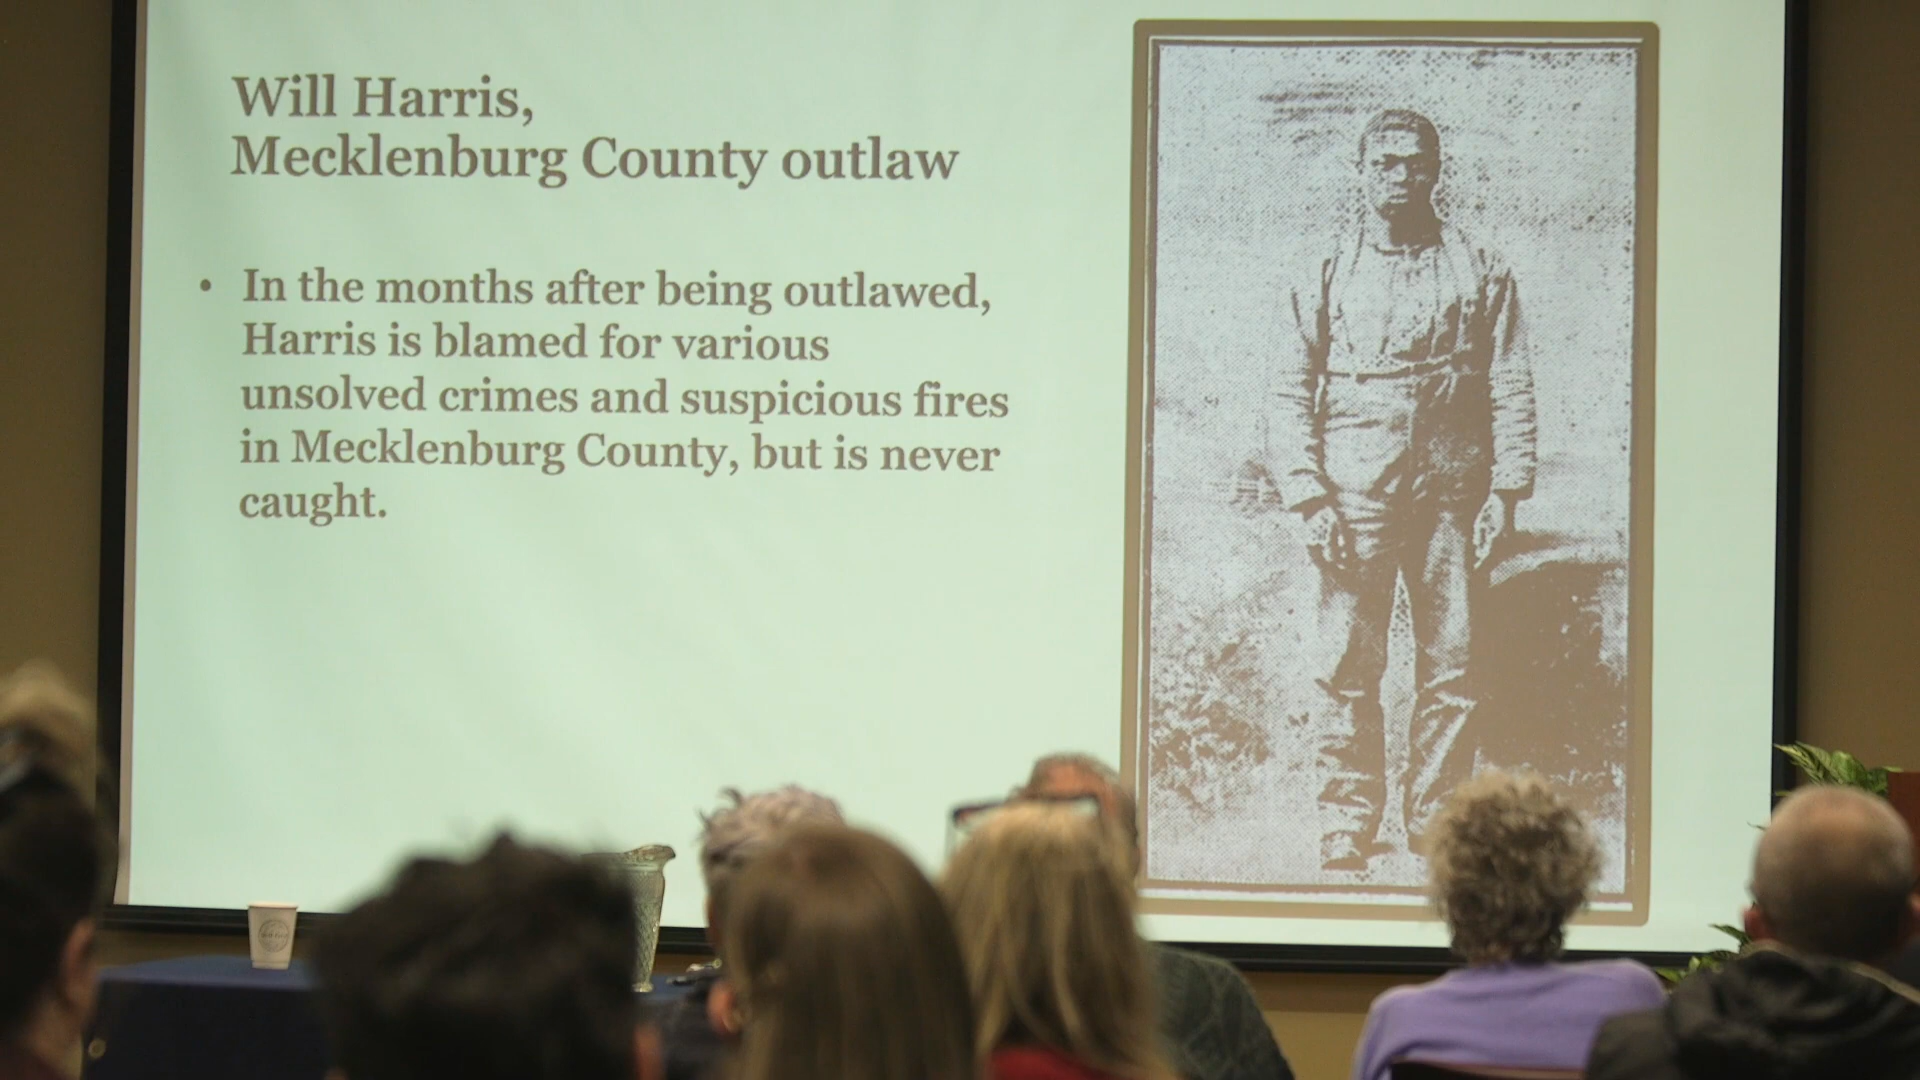 Will Harris,
Mecklenburg County outlaw
• In the months after being outlawed,
Harris is blamed for various
unsolved crimes and suspicious fires
in Mecklenburg County, but is never
caught.